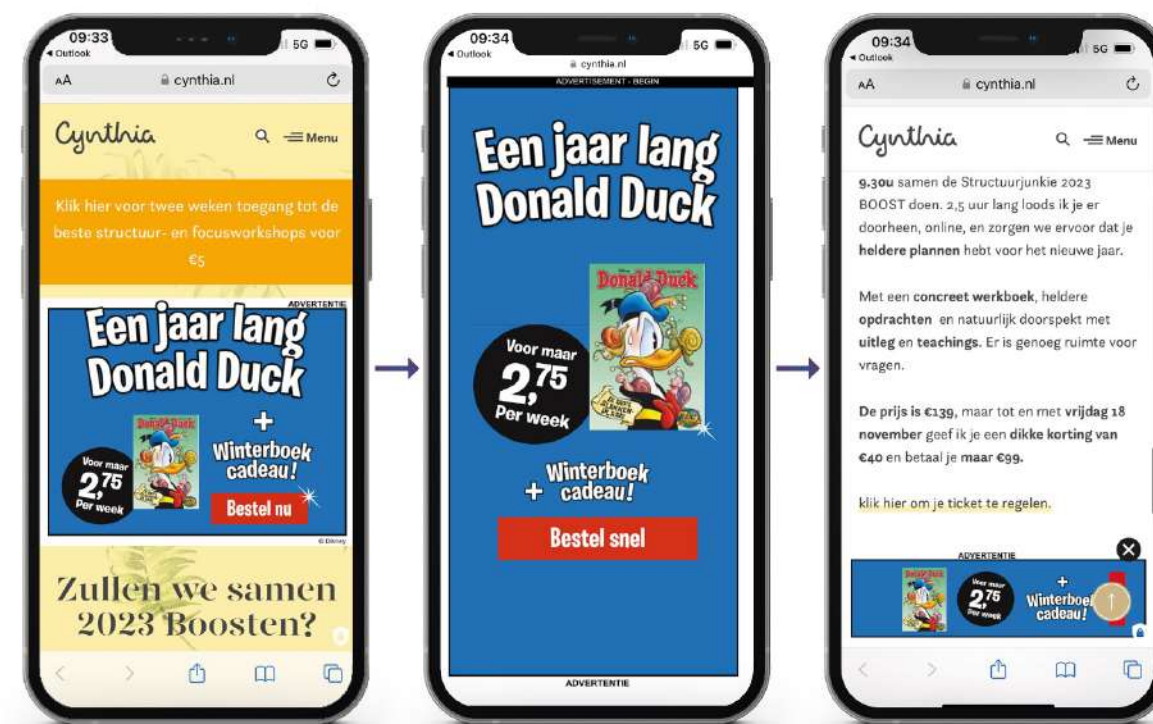 09:33
5G
Outlook
AA
cynthia.nl
Cynthia
Menu
Klik hier voor twee weken toegang tot de
beste structuur- en focusworkshops voor
€5
ADVERTENTIE
Een jaar lang
Donald Duck
Donald Duck
Voor maar
2,75
Per week
+
Winterboek
cadeau!
Bestel nu
© Disney
Zullen we samen
2023 Boosten?
09:34
5G
Outlook
cynthia.nl
ADVERTISEMENT - BEGIN
Een jaar lang
Donald Duck
Donald Duck
Voor maar
2,75
Per week
+ Winterboek
cadeau!
Bestel snel
ADVERTENTIE
09:34
5G
Outlook
AA
cynthia.nl
Cynthia
Menu
9.30u samen de Structuurjunkie 2023
BOOST doen. 2,5 uur lang loods ik je er
doorheen, online, en zorgen we ervoor dat je
heldere plannen hebt voor het nieuwe jaar.
Met een concreet werkboek, heldere
opdrachten en natuurlijk doorspekt met
uitleg en teachings. Er is genoeg ruimte voor
vragen.
De prijs is €139, maar tot en met vrijdag 18
november geef ik je een dikke korting van
€40 en betaal je maar €99.
klik hier om je ticket te regelen.
ADVERTENTIE
Donald Duck
Voor maar
2,75
Per week
+
Winterboek
cadeau!